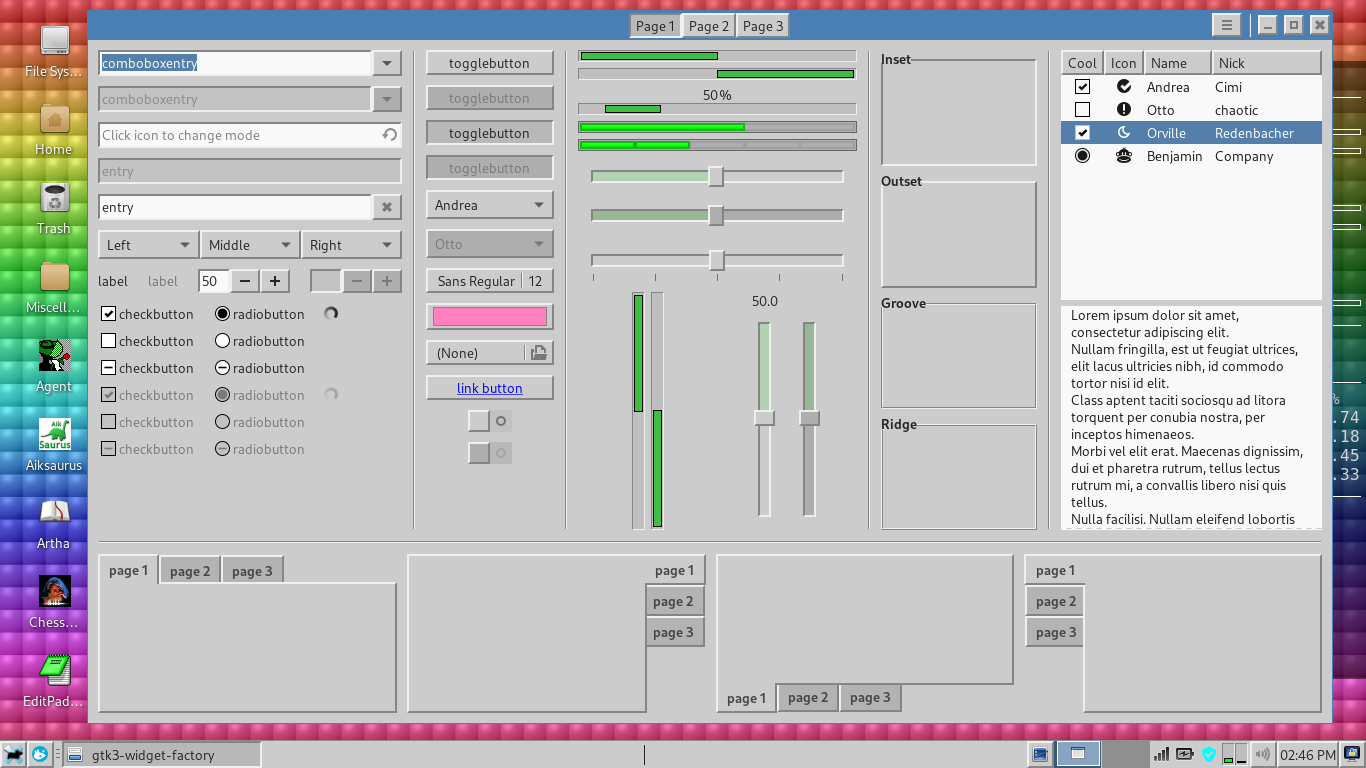 Page 1 Page 2 Page 3
File Sys...
Home
Trash
Miscell...
Agent
Aik
Saurus
Aiksaurus
Artha
Chess...
EditPad...
comboboxentry
comboboxentry
Click icon to change mode
entry
entry
Left Middle Right
label label 50
checkbutton radiobutton
checkbutton radiobutton
checkbutton radiobutton
checkbutton radiobutton
checkbutton radiobutton
checkbutton radiobutton
togglebutton
togglebutton
togglebutton
togglebutton
Andrea
Otto
Sans Regular 12
(None)
link button
50%
50.0
Inset
Outset
Groove
Ridge
Cool Icon Name Nick
Andrea Cimi
Otto chaotic
Orville Redenbacher
Benjamin Company
Lorem ipsum dolor sit amet,
consectetur adipiscing elit.
Nullam fringilla, est ut feugiat ultrices,
elit lacus ultricies nibh, id commodo
tortor nisi id elit.
Class aptent taciti sociosqu ad litora
torquent per conubia nostra, per
inceptos himenaeos.
Morbi vel elit erat. Maecenas dignissim,
dui et pharetra rutrum, tellus lectus
rutrum mi, a convallis libero nisi quis
tellus.
Nulla facilisi. Nullam eleifend lobortis
%
.74
.18
.45
.33
page 1 page 2 page 3
page 1
page 2
page 3
page 1 page 2 page 3
page 1
page 2
page 3
gtk3-widget-factory
02:46 PM